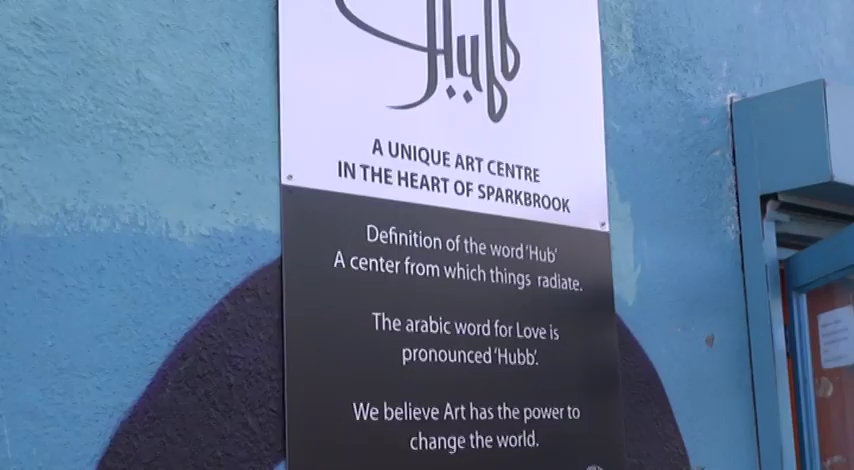 Hubb
A UNIQUE ART CENTRE
IN THE HEART OF SPARKBROOK
Definition of the word 'Hub'
A center from which things radiate.
The arabic word for Love is
pronounced 'Hubb'.
We believe Art has the power to
change the world.